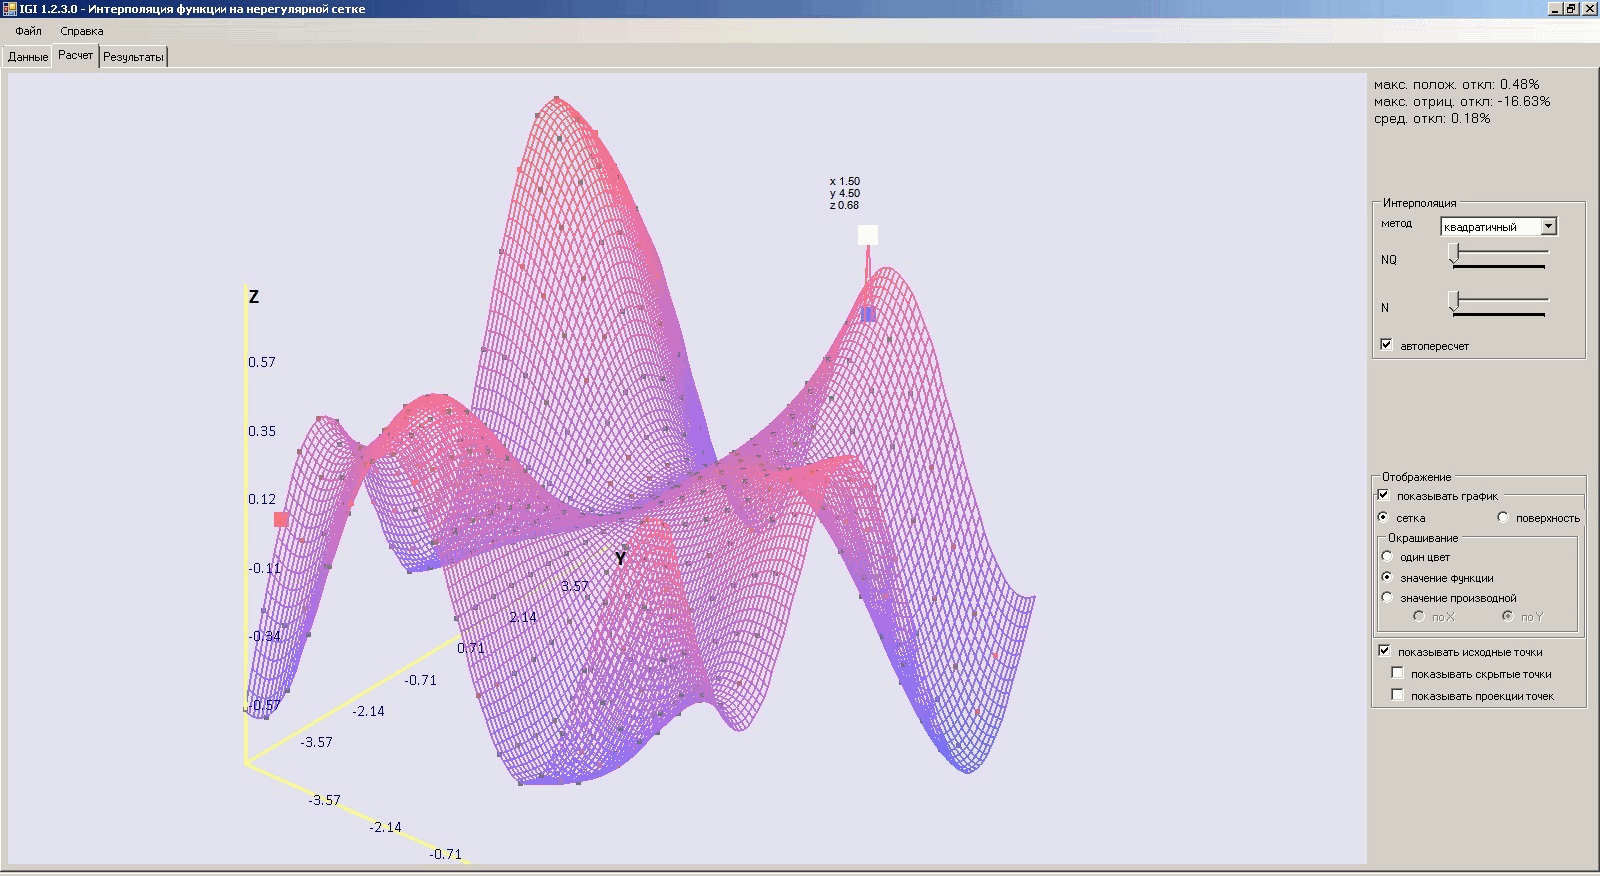 IGI 1.2.3.0 - Интерполяция функции на нерегулярной сетке
Файл Справка
Данные Расчет Результаты
макс. полож. откл: 0.48%
макс. отриц. откл: -16.63%
сред. откл: 0.18%
x 1.50
y 4.50
z 0.68
Z
0.57
0.35
0.12
-0.11
-0.34
-0.57
Y
3.57
2.14
0.71
-0.71
-2.14
-3.57
-3.57
-2.14
-0.71
Интерполяция
метод квадратичный
NQ
N
автопересчет
Отображение
показывать график
сетка поверхность
Окрашивание
один цвет
значение функции
значение производной
по X по Y
показывать исходные точки
показывать скрытые точки
показывать проекции точек